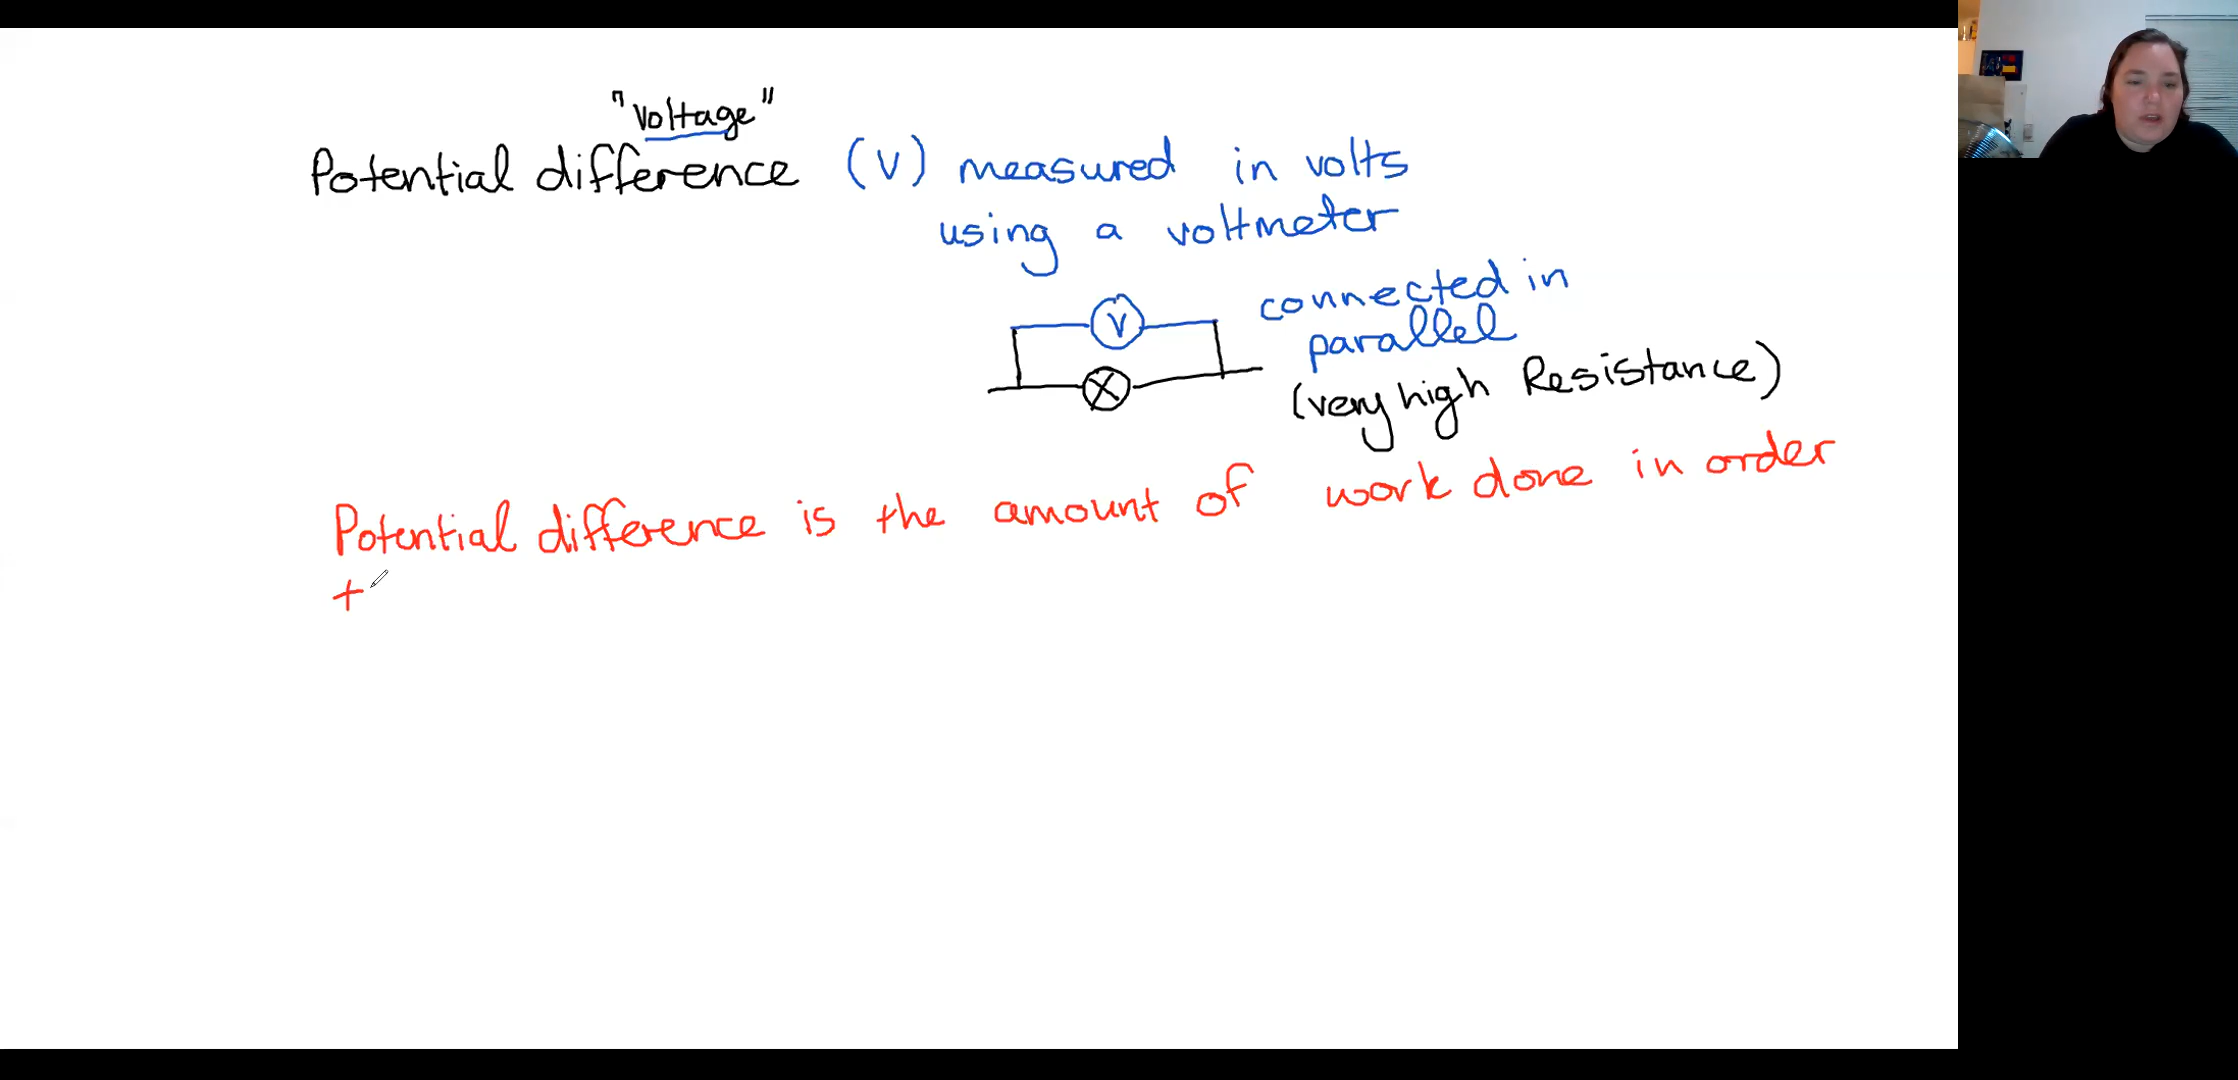 "Voltage"
Potential difference (V) measured in volts
using a voltmeter
connected in
V
parallel
(very high Resistance)
Potential difference is the amount of work done in order
t